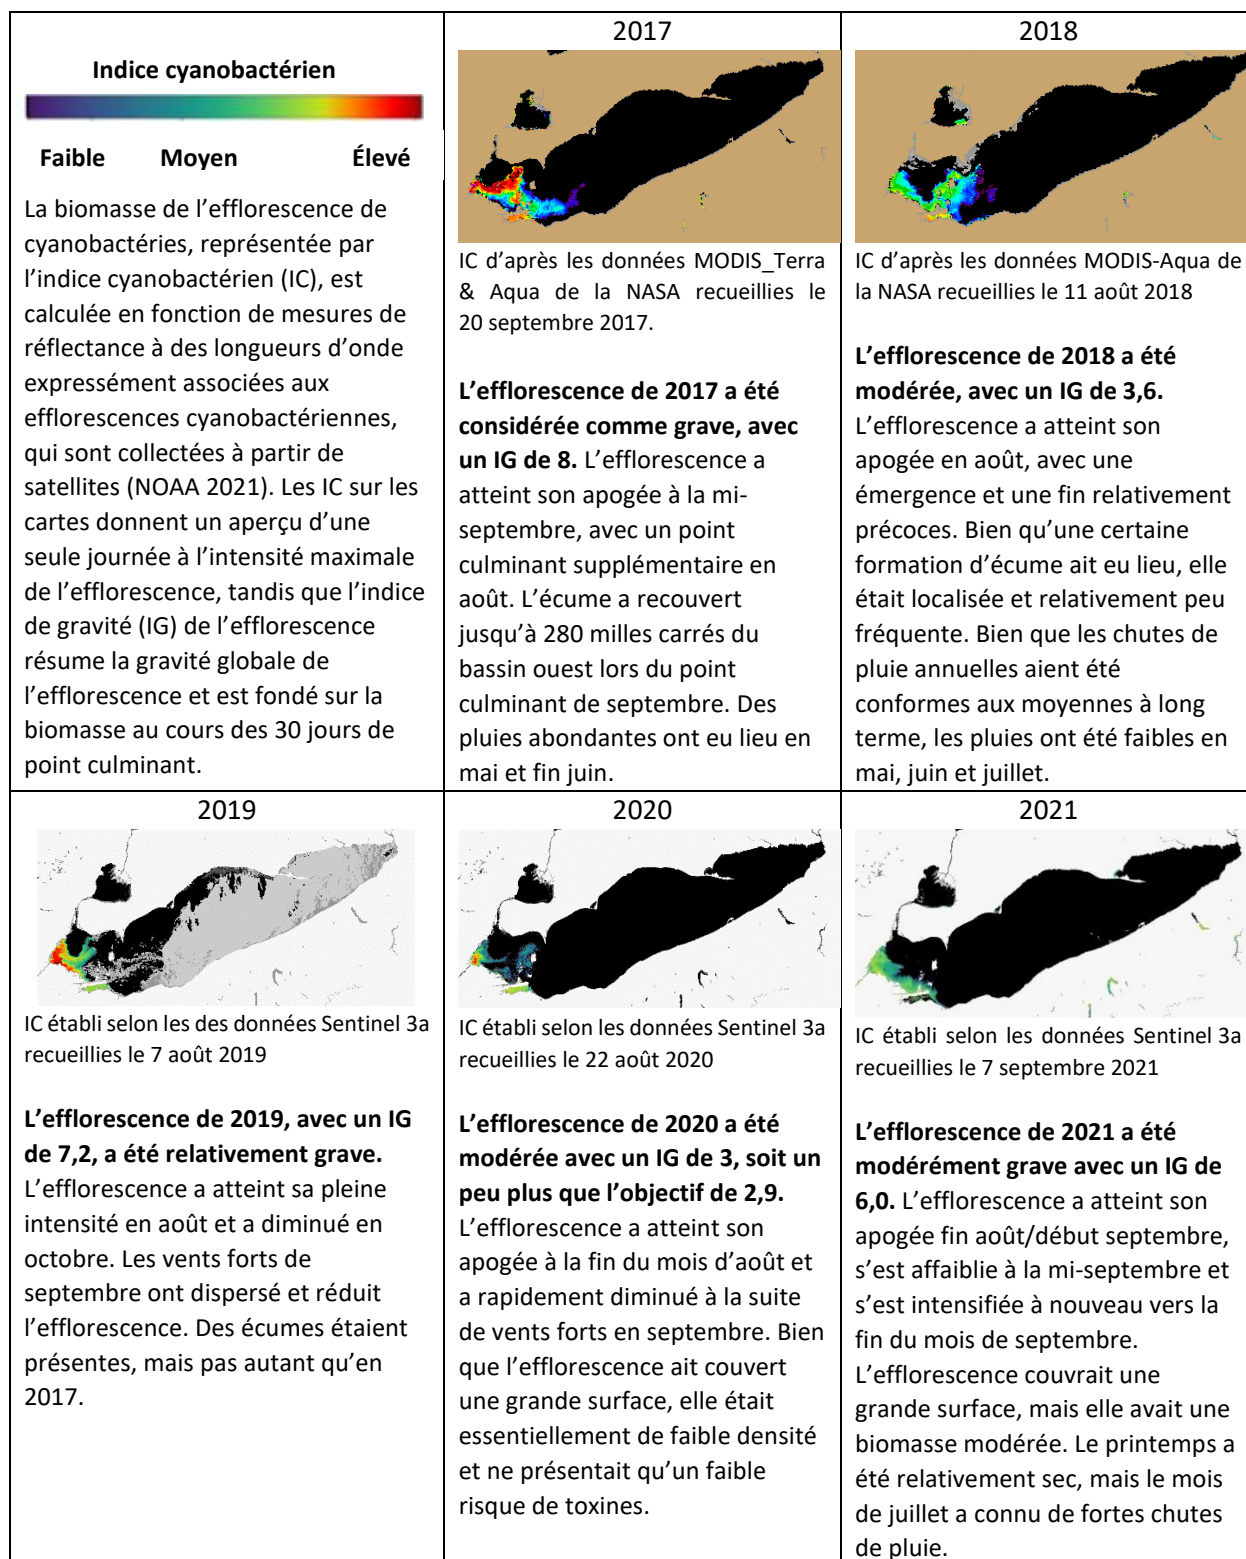 Indice cyanobactérien
Faible Moyen Élevé
La biomasse de l’efflorescence de
cyanobactéries, représentée par
l’indice cyanobactérien (IC), est
calculée en fonction de mesures de
réflectance à des longueurs d’onde
expressément associées aux
efflorescences cyanobactériennes,
qui sont collectées à partir de
satellites (NOAA 2021). Les IC sur les
cartes donnent un aperçu d’une
seule journée à l’intensité maximale
de l’efflorescence, tandis que l’indice
de gravité (IG) de l’efflorescence
résume la gravité globale de
l’efflorescence et est fondé sur la
biomasse au cours des 30 jours de
point culminant.
2017
IC d’après les données MODIS_Terra
& Aqua de la NASA recueillies le
20 septembre 2017.
L’efflorescence de 2017 a été
considérée comme grave, avec
un IG de 8. L’efflorescence a
atteint son apogée à la mi-
septembre, avec un point
culminant supplémentaire en
août. L’écume a recouvert
jusqu’à 280 milles carrés du
bassin ouest lors du point
culminant de septembre. Des
pluies abondantes ont eu lieu en
mai et fin juin.
2018
IC d’après les données MODIS-Aqua de
la NASA recueillies le 11 août 2018
L’efflorescence de 2018 a été
modérée, avec un IG de 3,6.
L’efflorescence a atteint son
apogée en août, avec une
émergence et une fin relativement
précoces. Bien qu’une certaine
formation d’écume ait eu lieu, elle
était localisée et relativement peu
fréquente. Bien que les chutes de
pluie annuelles aient été
conformes aux moyennes à long
terme, les pluies ont été faibles en
mai, juin et juillet.
2019
IC établi selon les des données Sentinel 3a
recueillies le 7 août 2019
L’efflorescence de 2019, avec un IG
de 7,2, a été relativement grave.
L’efflorescence a atteint sa pleine
intensité en août et a diminué en
octobre. Les vents forts de
septembre ont dispersé et réduit
l’efflorescence. Des écumes étaient
présentes, mais pas autant qu’en
2017.
2020
IC établi selon les données Sentinel 3a
recueillies le 22 août 2020
L’efflorescence de 2020 a été
modérée avec un IG de 3, soit un
peu plus que l’objectif de 2,9.
L’efflorescence a atteint son
apogée à la fin du mois d’août et
a rapidement diminué à la suite
de vents forts en septembre. Bien
que l’efflorescence ait couvert
une grande surface, elle était
essentiellement de faible densité
et ne présentait qu’un faible
risque de toxines.
2021
IC établi selon les données Sentinel 3a
recueillies le 7 septembre 2021
L’efflorescence de 2021 a été
modérément grave avec un IG de
6,0. L’efflorescence a atteint son
apogée fin août/début septembre,
s’est affaiblie à la mi-septembre et
s’est intensifiée à nouveau vers la
fin du mois de septembre.
L’efflorescence couvrait une
grande surface, mais elle avait une
biomasse modérée. Le printemps a
été relativement sec, mais le mois
de juillet a connu de fortes chutes
de pluie.